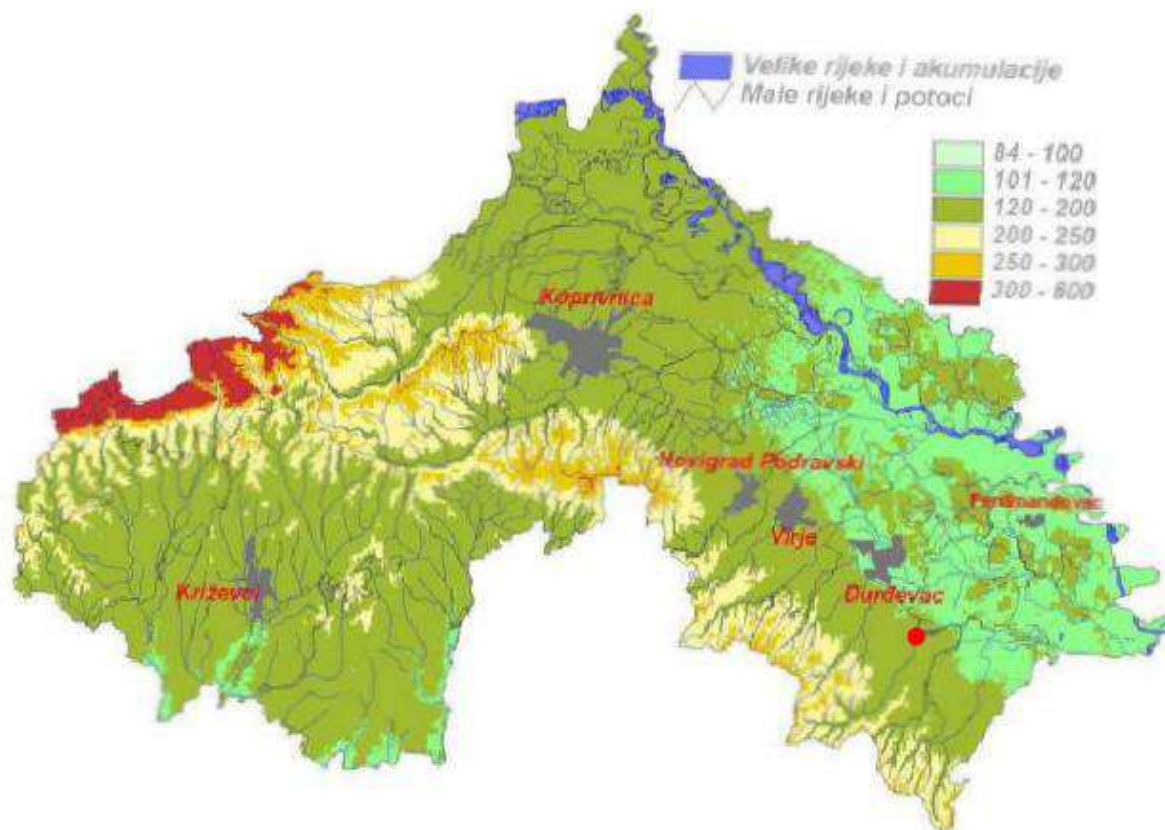 Velike rijeke i akumulacije
Male rijeke i potoci
84 - 100
101 - 120
120 - 200
200 - 250
250 - 300
300 - 600
Koprivnica
Novigrad Podravski
Ferdinandovac
Virje
Đurđevac
Križevci